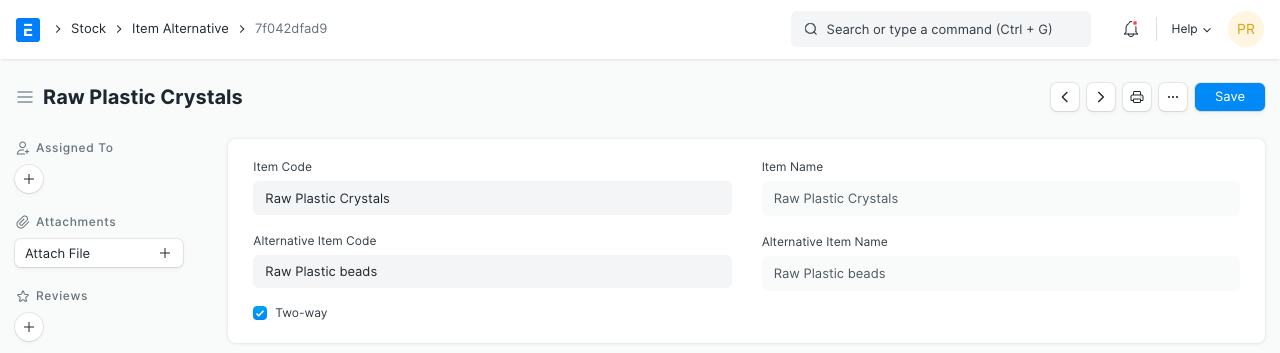 Stock Item Alternative 7f042dfad9
Search or type a command (Ctrl + G)
Help
PR
Raw Plastic Crystals
Save
Assigned To
Attachments
Attach File
Reviews
Item Code
Raw Plastic Crystals
Item Name
Raw Plastic Crystals
Alternative Item Code
Raw Plastic beads
Alternative Item Name
Raw Plastic beads
Two-way